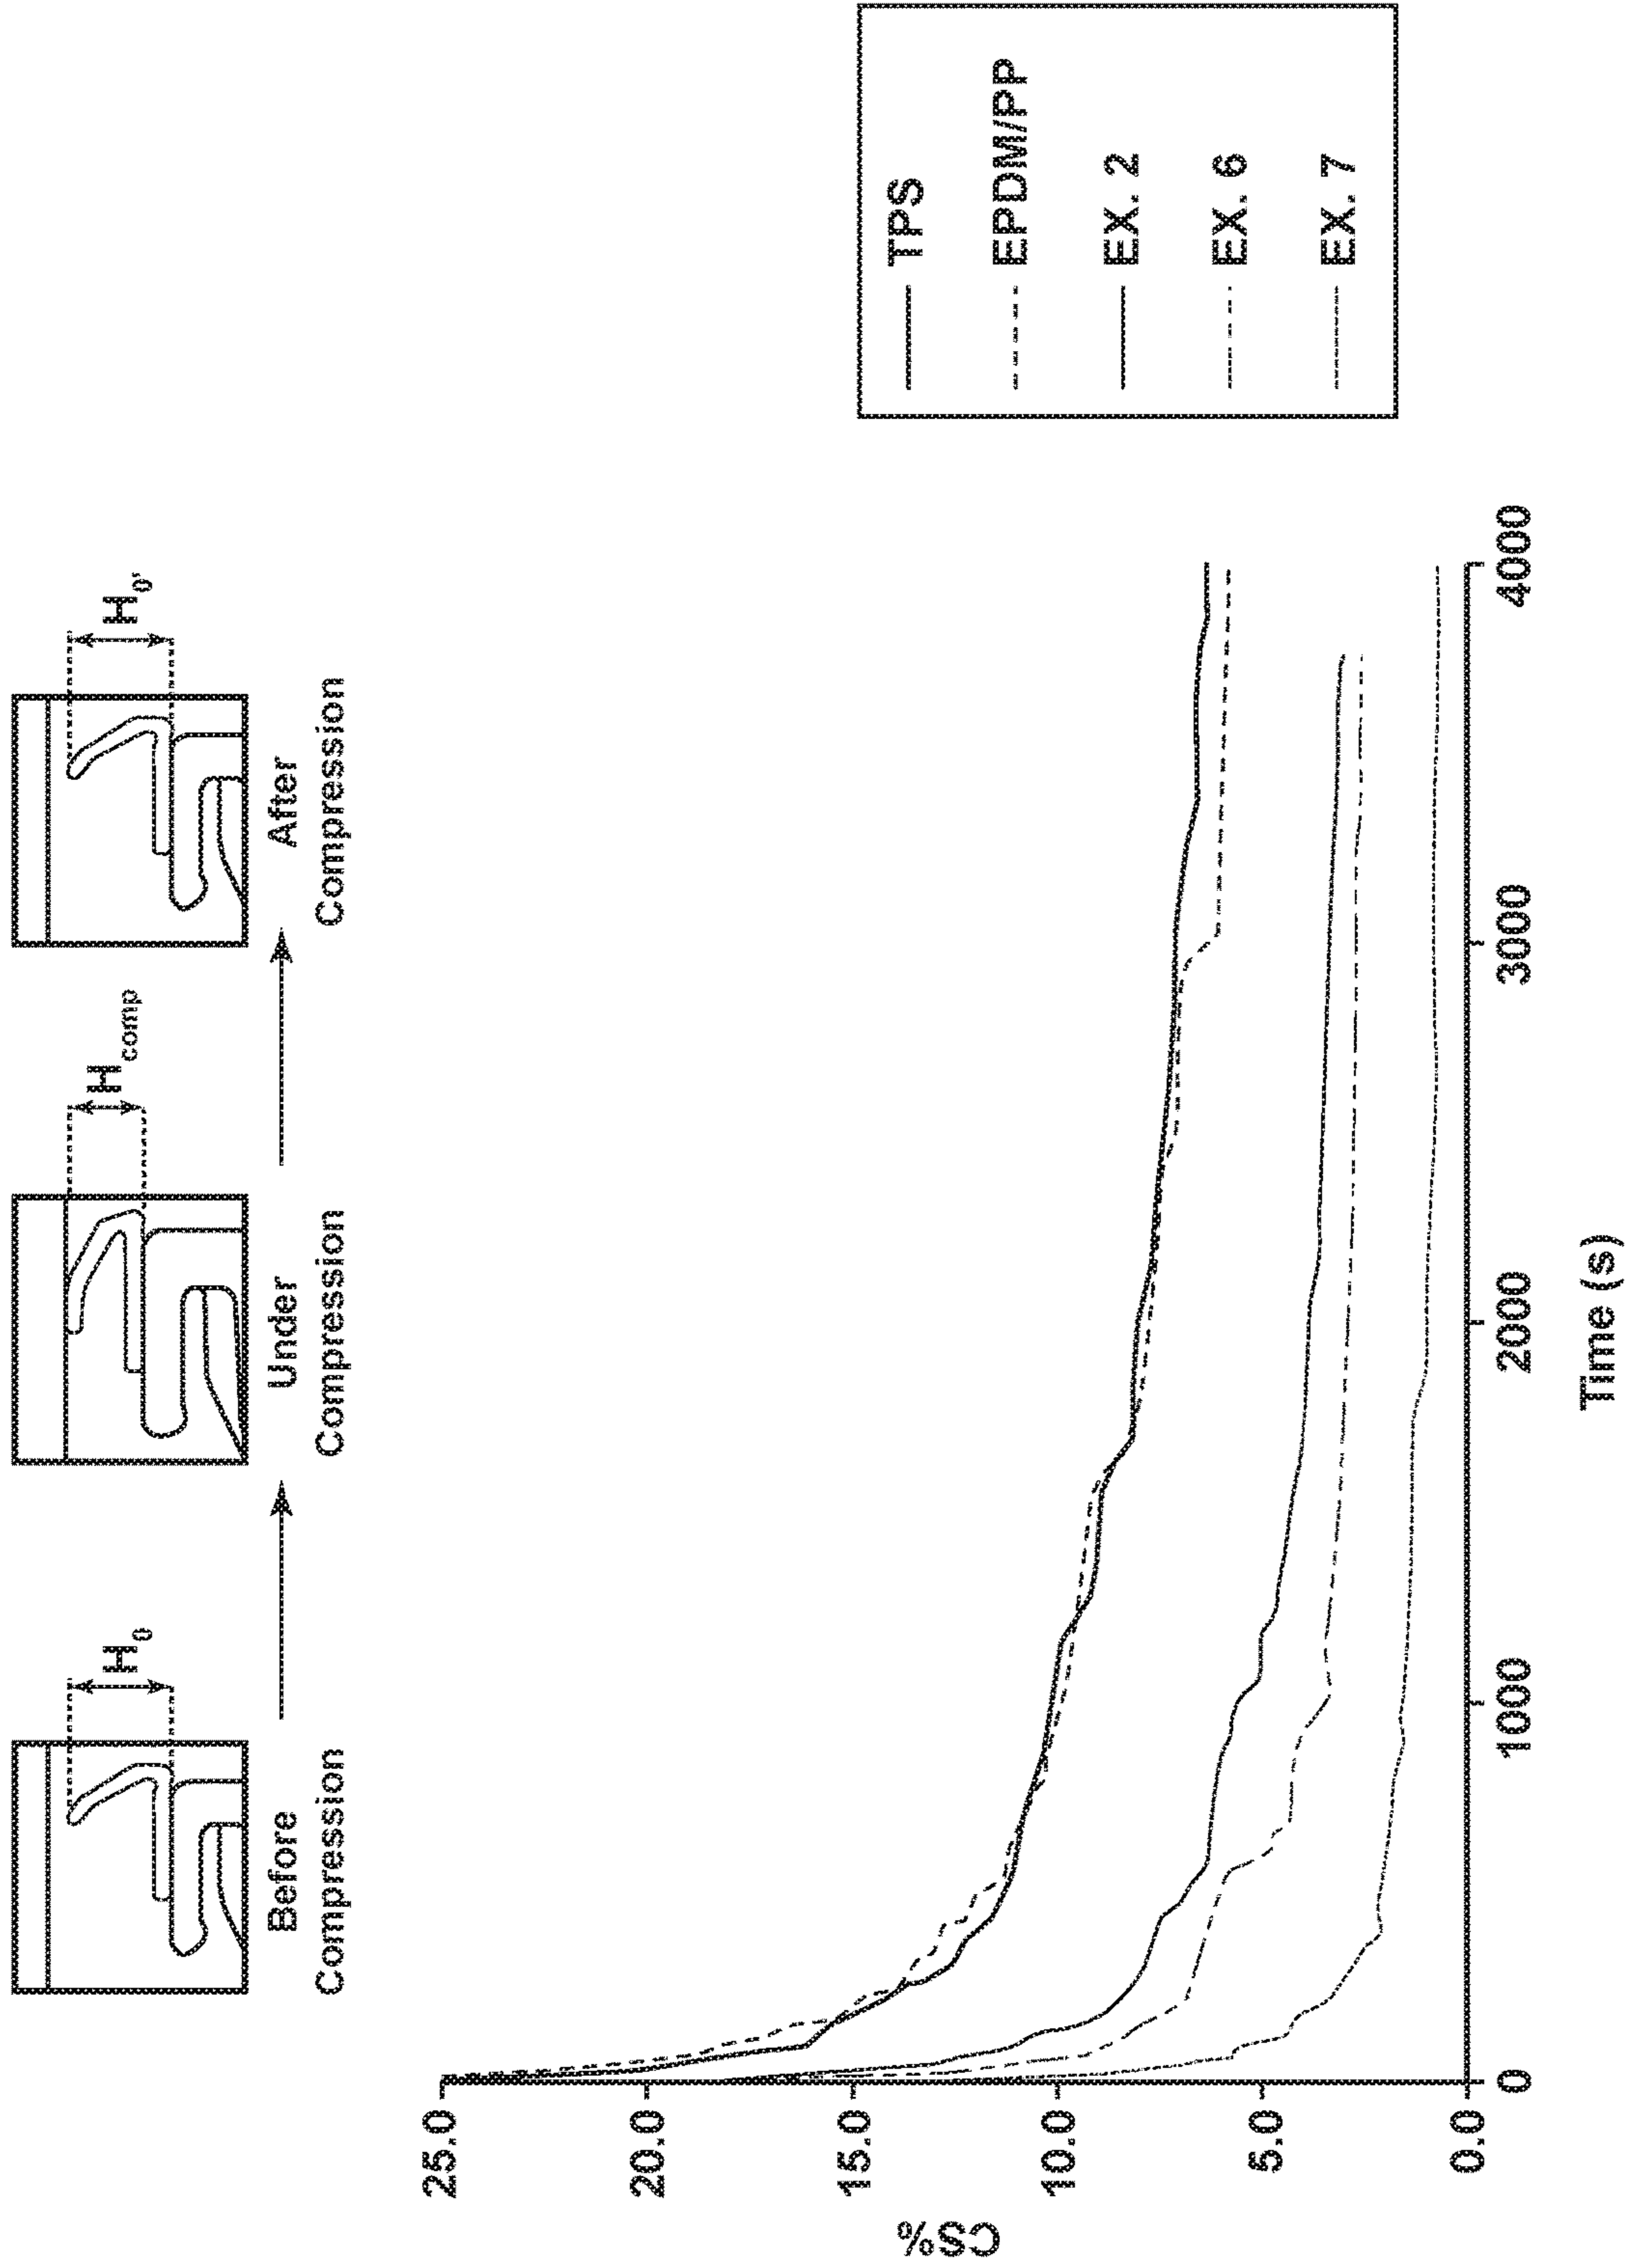 H0
Hcomp
H0'
Before
Compression
Under
Compression
After
Compression
CS%
25.0
20.0
15.0
10.0
5.0
0.0
0
1000
2000
3000
4000
Time (s)
TPS
EPDM/PP
EX. 2
EX. 6
EX. 7